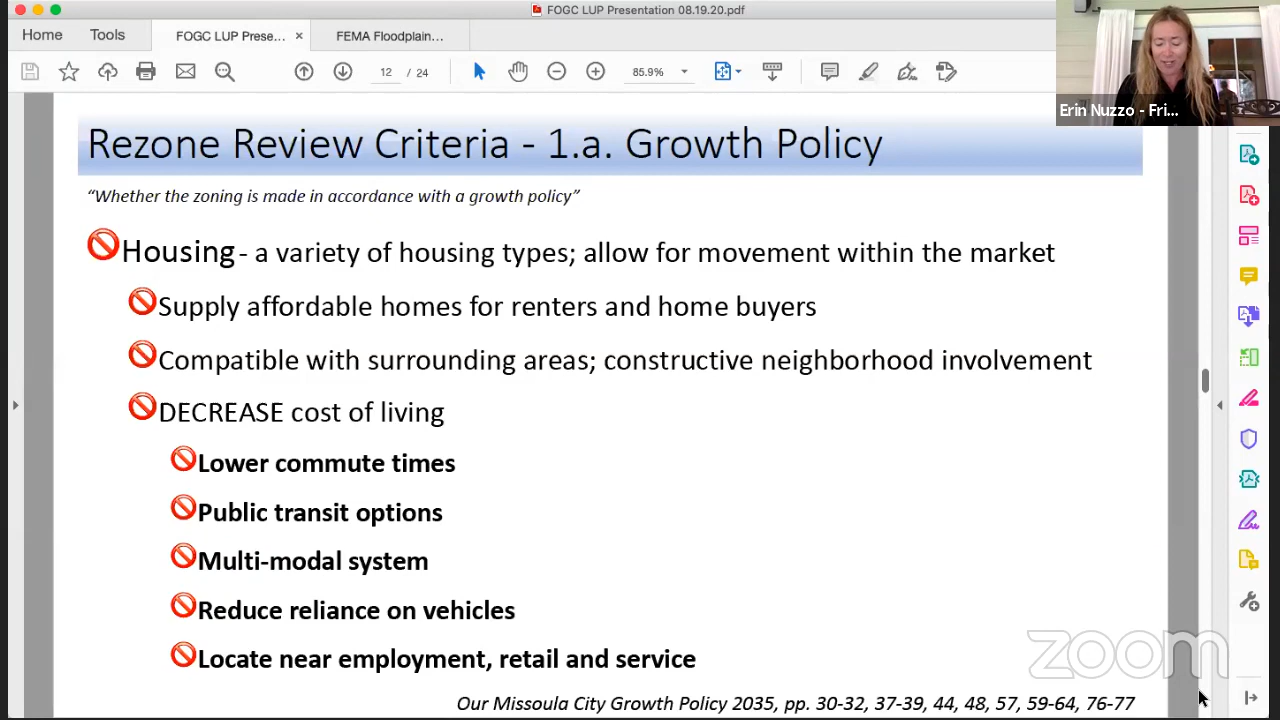 FOGC LUP Presentation 08.19.20.pdf
Home Tools FOGC LUP Prese... × FEMA Floodplain...
12 / 24 85.9%
Erin Nuzzo - Fri...
Rezone Review Criteria - 1.a. Growth Policy
“Whether the zoning is made in accordance with a growth policy”
Housing - a variety of housing types; allow for movement within the market
Supply affordable homes for renters and home buyers
Compatible with surrounding areas; constructive neighborhood involvement
DECREASE cost of living
Lower commute times
Public transit options
Multi-modal system
Reduce reliance on vehicles
Locate near employment, retail and service
zoom
Our Missoula City Growth Policy 2035, pp. 30-32, 37-39, 44, 48, 57, 59-64, 76-77